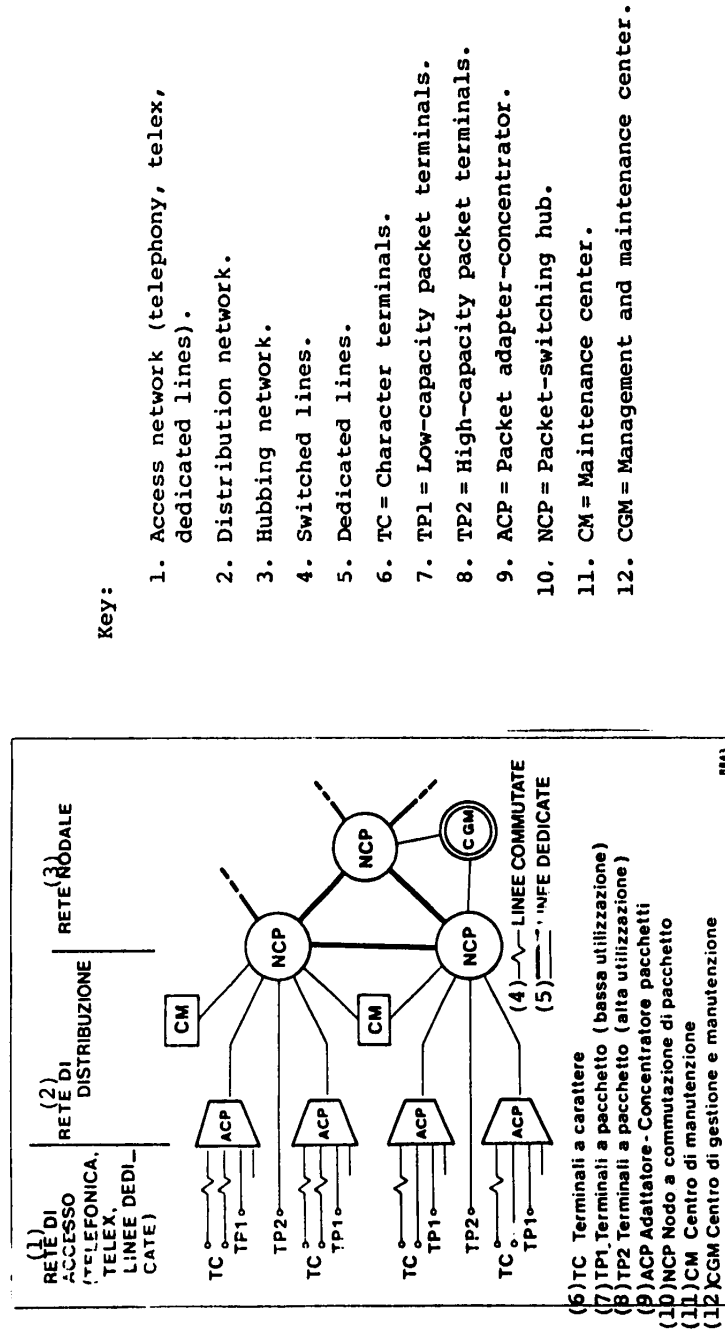 (1)
RETE DI
ACCESSO
(TELEFONICA,
TELEX,
LINEE DEDI_
CATE)
(2)
RETE DI
DISTRIBUZIONE
(3)
RETE NODALE
TC
TP1
TP2
TC
TP1
TC
TP1
TP2
TC
TP1
ACP
ACP
ACP
ACP
CM
CM
NCP
NCP
NCP
CGM
(4) LINEE COMMUTATE
(5) LINEE DEDICATE
(6)TC Terminali a carattere
(7)TP1 Terminali a pacchetto (bassa utilizzazione)
(8)TP2 Terminali a pacchetto (alta utilizzazione)
(9)ACP Adattatore-Concentratore pacchetti
(10)NCP Nodo a commutazione di pacchetto
(11)CM Centro di manutenzione
(12)CGM Centro di gestione e manutenzione
Key:
1. Access network (telephony, telex,
dedicated lines).
2. Distribution network.
3. Hubbing network.
4. Switched lines.
5. Dedicated lines.
6. TC = Character terminals.
7. TP1 = Low-capacity packet terminals.
8. TP2 = High-capacity packet terminals.
9. ACP = Packet adapter-concentrator.
10. NCP = Packet-switching hub.
11. CM = Maintenance center.
12. CGM = Management and maintenance center.